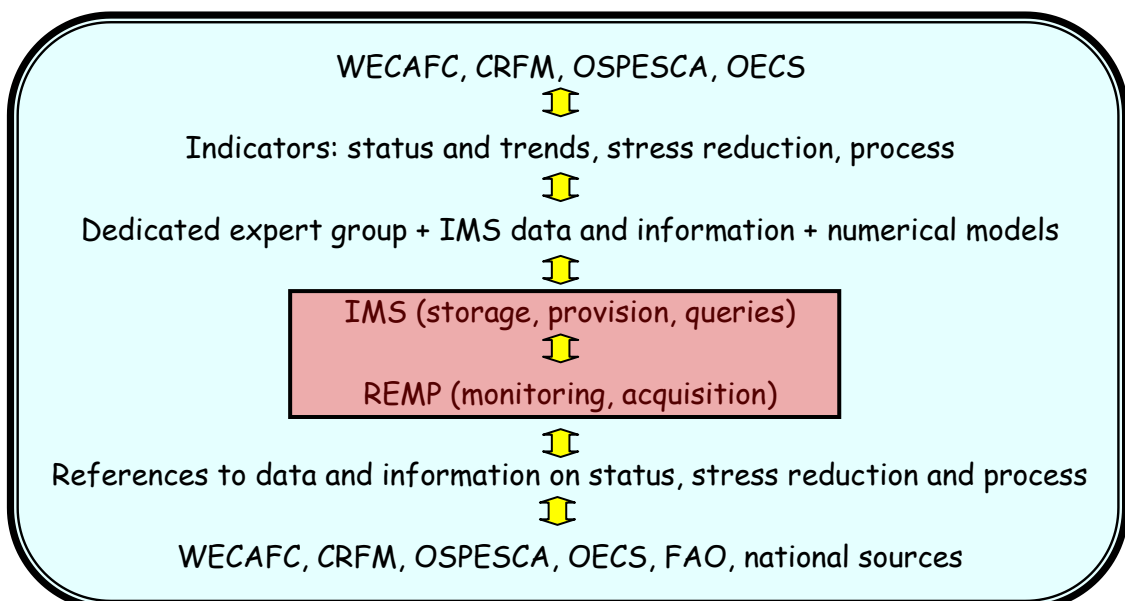 WECAFC, CRFM, OSPESCA, OECS
Indicators: status and trends, stress reduction, process
Dedicated expert group + IMS data and information + numerical models
IMS (storage, provision, queries)
REMP (monitoring, acquisition)
References to data and information on status, stress reduction and process
WECAFC, CRFM, OSPESCA, OECS, FAO, national sources